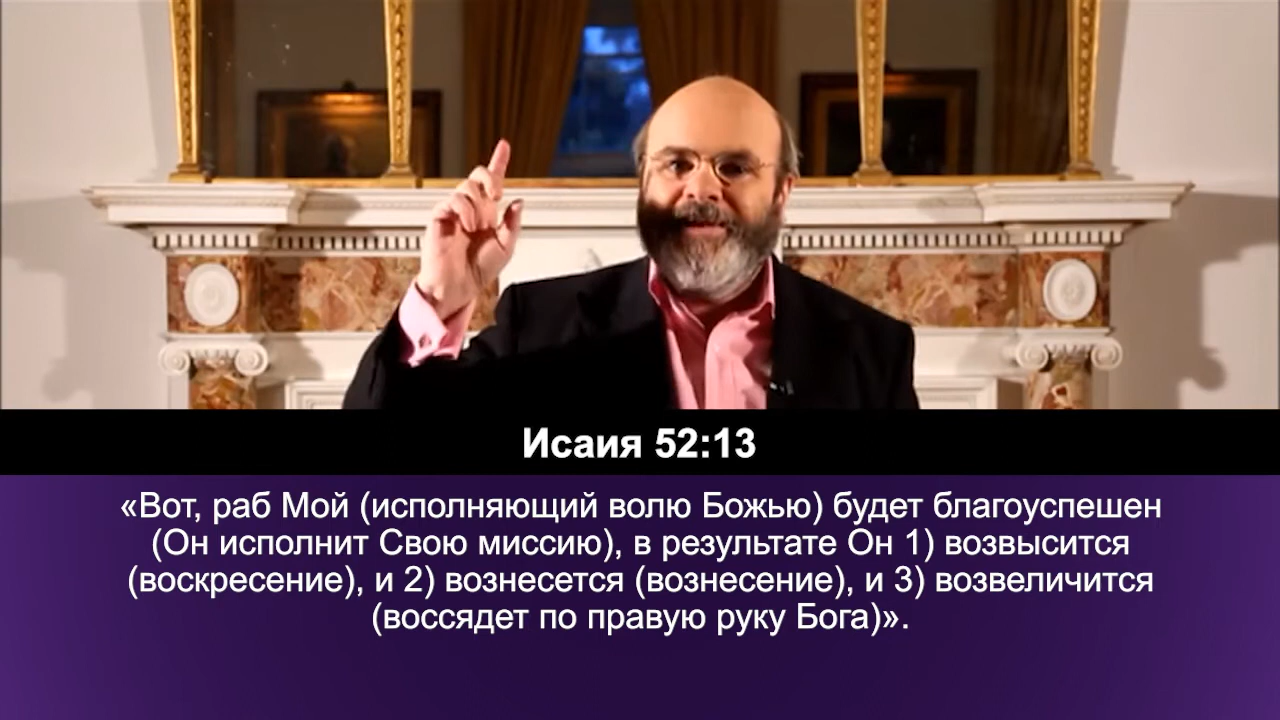 Исаия 52:13
«Вот, раб Мой (исполняющий волю Божью) будет благоуспешен
(Он исполнит Свою миссию), в результате Он 1) возвысится
(воскресение), и 2) вознесется (вознесение), и 3) возвеличится
(воссядет по правую руку Бога)».